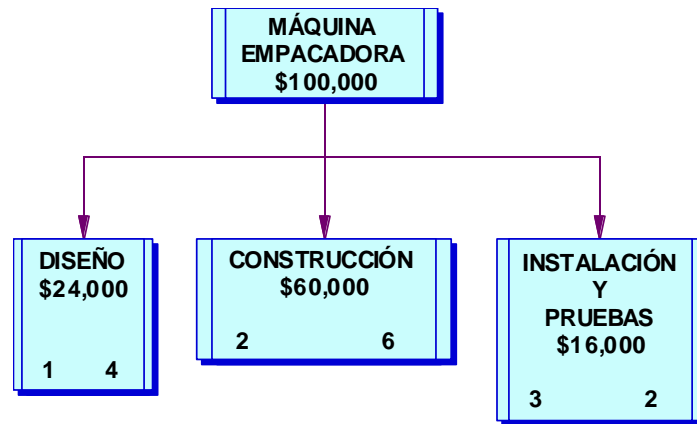 MÁQUINA
EMPACADORA
$100,000
DISEÑO
$24,000
1 4
CONSTRUCCIÓN
$60,000
2 6
INSTALACIÓN
Y
PRUEBAS
$16,000
3 2